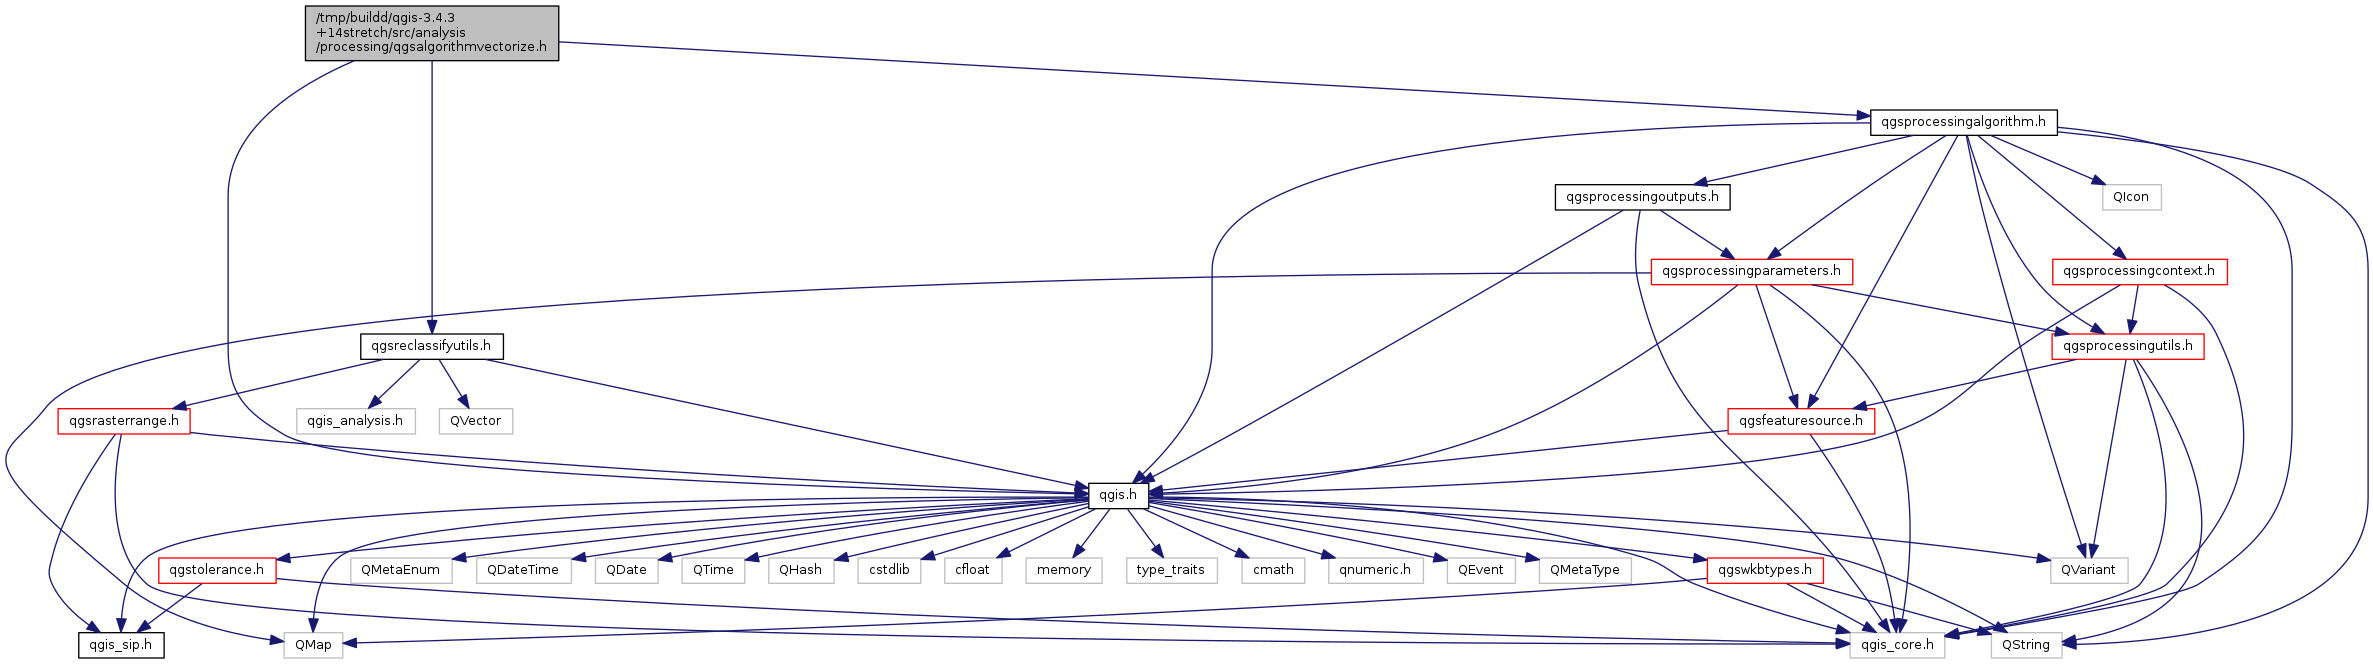 /tmp/buildd/qgis-3.4.3
+14stretch/src/analysis
/processing/qgsalgorithmvectorize.h
qgsprocessingalgorithm.h
qgsprocessingoutputs.h
QIcon
qgsprocessingparameters.h
qgsprocessingcontext.h
qgsreclassifyutils.h
qgsprocessingutils.h
qgsrasterrange.h
qgis_analysis.h
QVector
qgsfeaturesource.h
qgis.h
qgstolerance.h
QMetaEnum
QDateTime
QDate
QTime
QHash
cstdlib
cfloat
memory
type_traits
cmath
qnumeric.h
QEvent
QMetaType
qgswkbtypes.h
QVariant
qgis_sip.h
QMap
qgis_core.h
QString